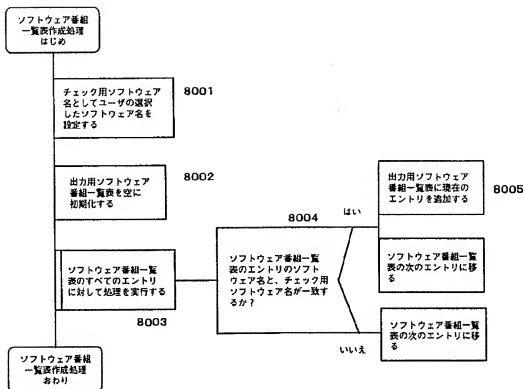 ソフトウェア番組
一覧表作成処理
はじめ
チェック用ソフトウェア
名としてユーザの選択
したソフトウェア名を
設定する
8001
出力用ソフトウェア
番組一覧表を空に
初期化する
8002
ソフトウェア番組一覧
表のすべてのエントリ
に対して処理を実行する
8003
8004
ソフトウェア番組一覧
表のエントリのソフト
ウェア名と、チェック用
ソフトウェア名が一致す
るか?
はい
出力用ソフトウェア
番組一覧表に現在の
エントリを追加する
8005
ソフトウェア番組一覧
表の次のエントリに移
る
いいえ
ソフトウェア番組一覧
表の次のエントリに移
る
ソフトウェア番組
一覧表作成処理
おわり